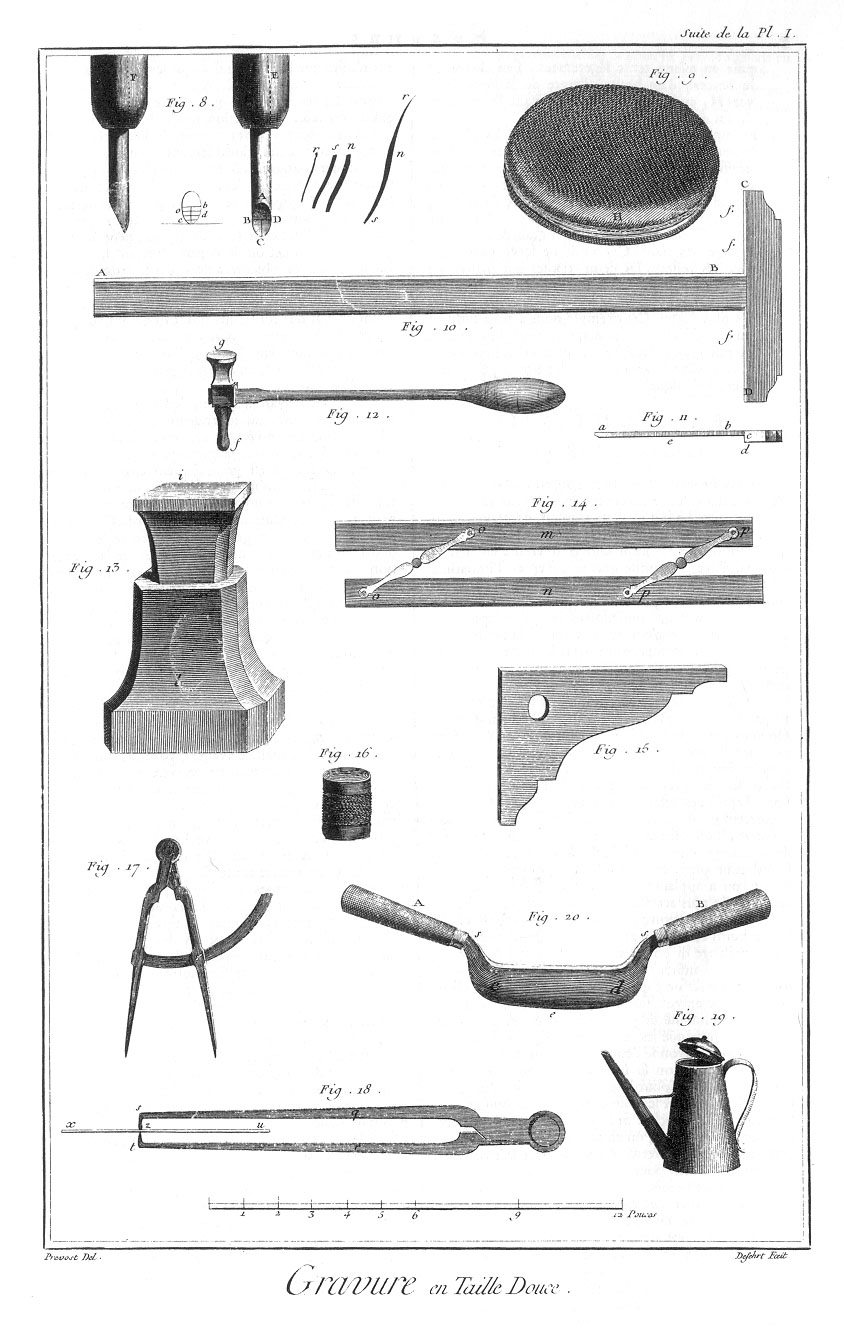 Suite de la Pl. I.
F E
Fig. 8.
Fig. 9.
r
r s n
n
s
A
o b
c d
B D
C
H
C
f.
f.
A B
Fig. 10.
f.
D
g
Fig. 12.
f
Fig. 11.
a b
e
c
d
i
Fig. 13.
l
Fig. 14.
o m p
o n p
Fig. 15.
Fig. 16.
Fig. 17.
A B
Fig. 20.
s s
c d
e
Fig. 19.
Fig. 18.
s q
x z u
t r
1 2 3 4 5 6 9 12 Pouces
Prevost Del.
Defehrt Fecit
Gravure en Taille Douce.